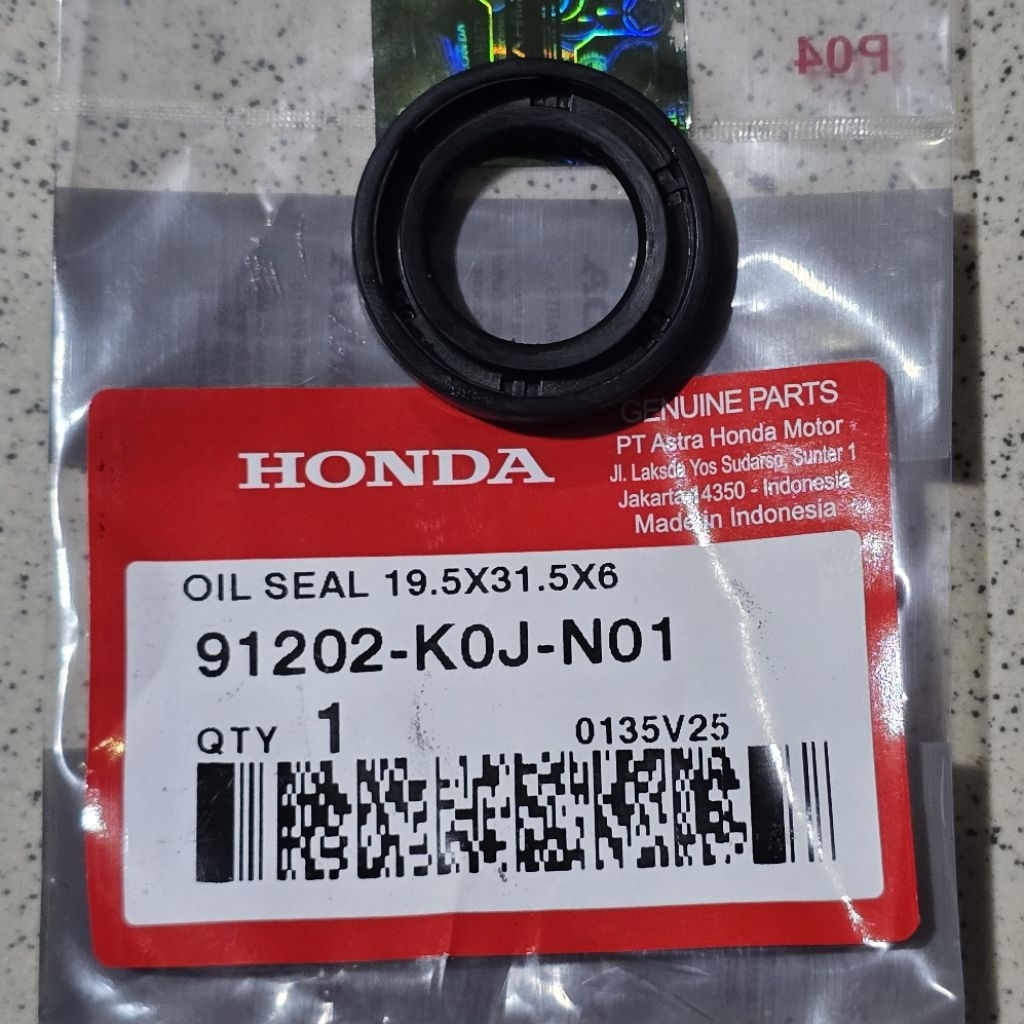 P04
HONDA
GENUINE PARTS
PT Astra Honda Motor
Jl. Laksda Yos Sudarso, Sunter 1
Jakarta 14350 - Indonesia
Made in Indonesia
OIL SEAL 19.5X31.5X6
91202-K0J-N01
QTY 1
0135V25